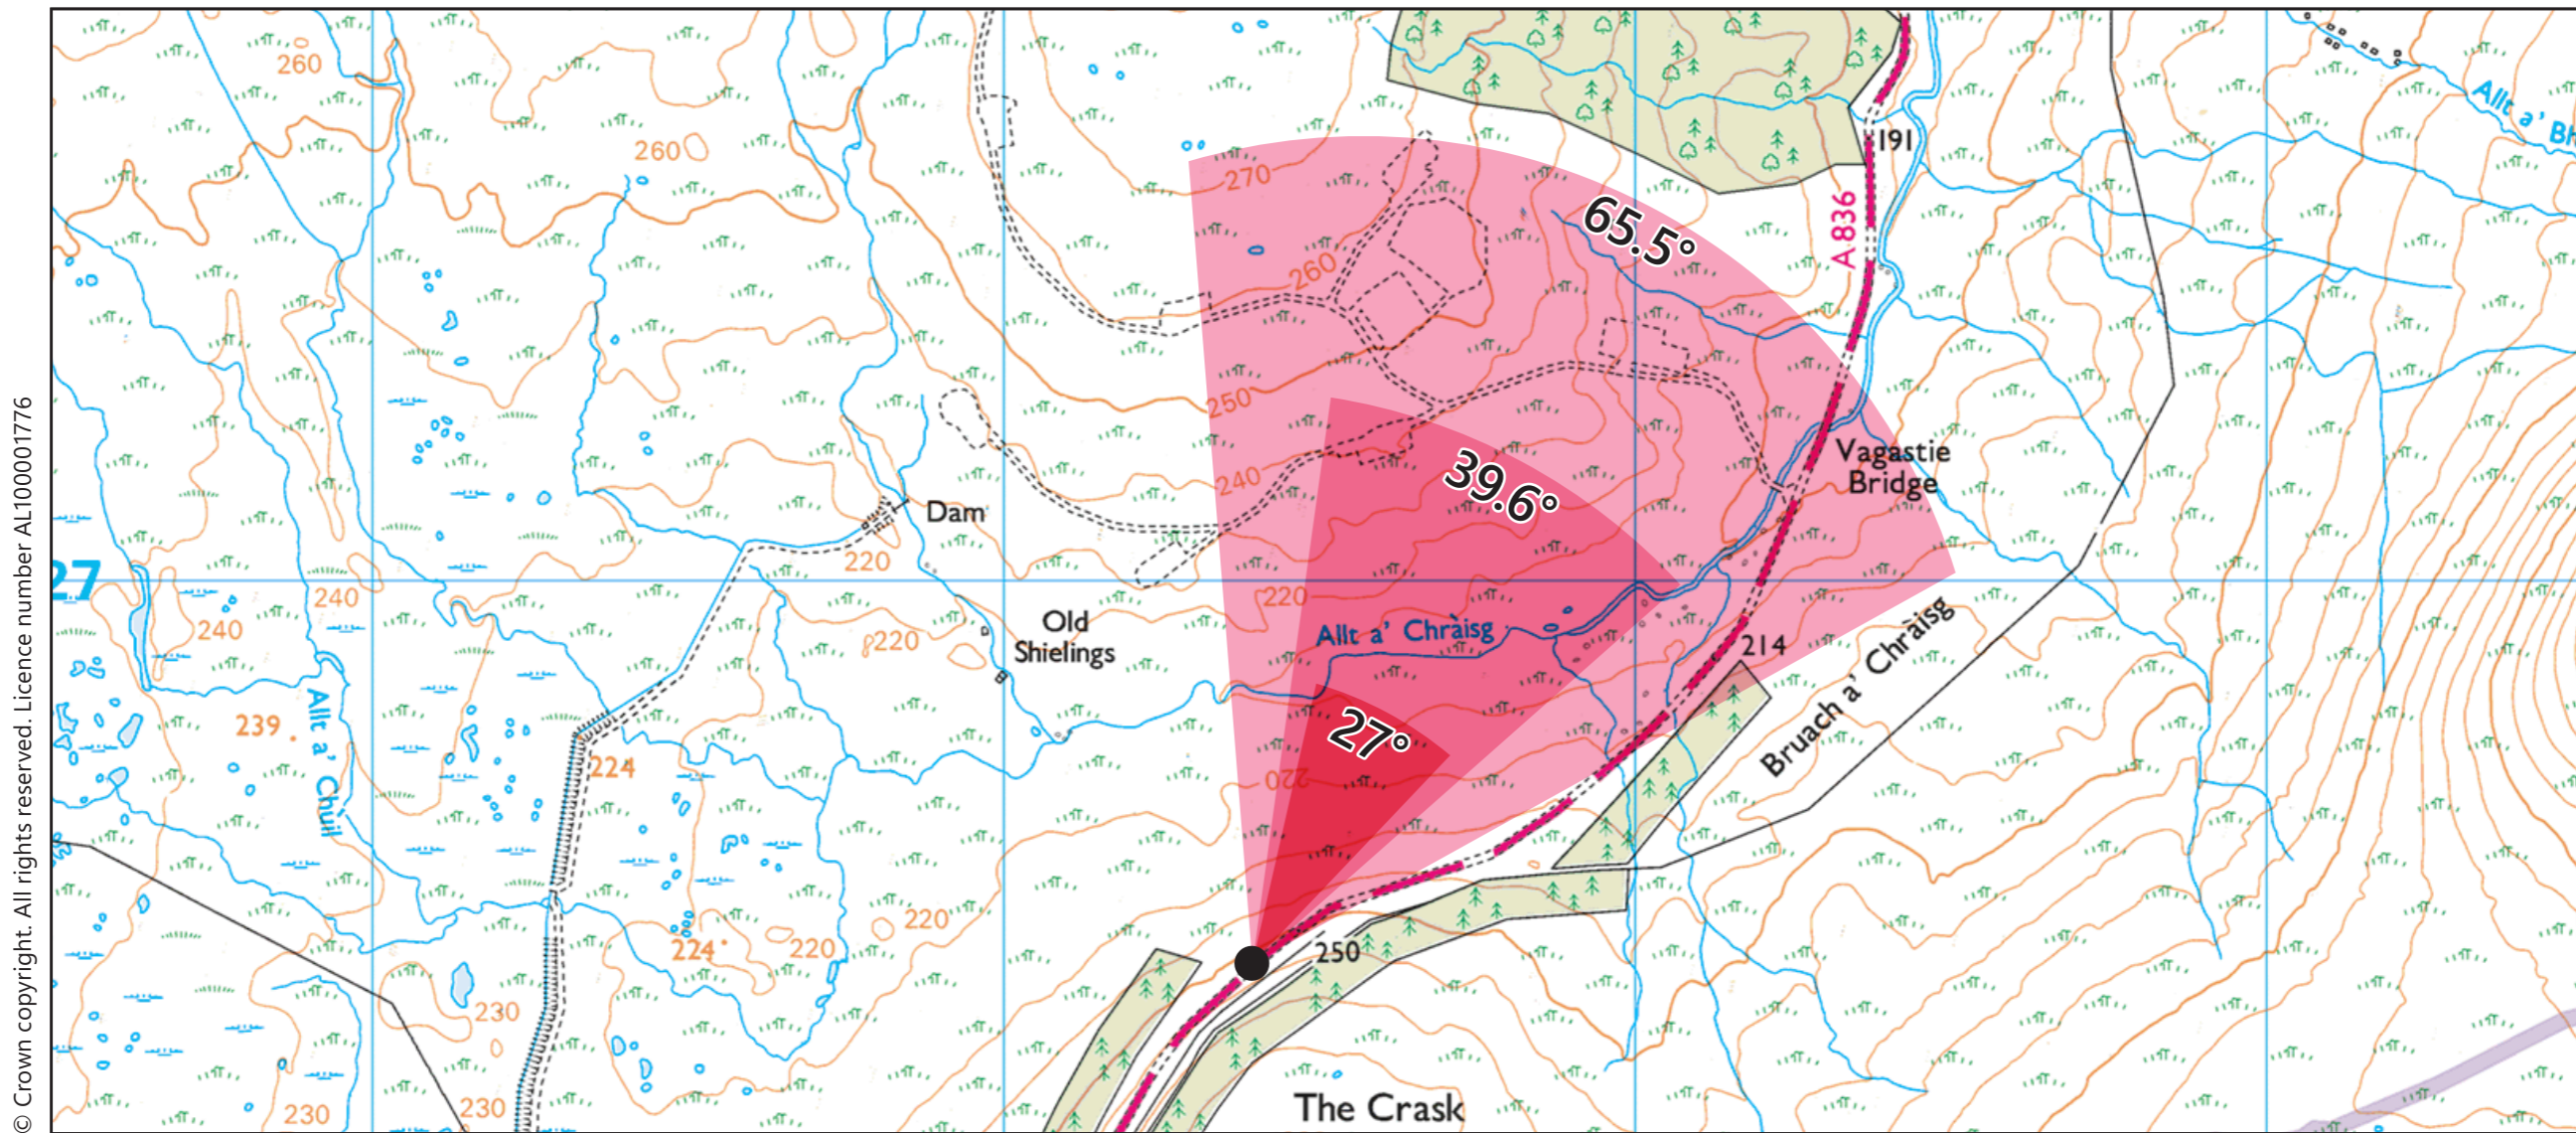 260
191
Allt a' Bh
260
270
65.5°
A 836
260
250
39.6°
Vagastie
Bridge
240
Dam
220
27
240
220
Old
Shielings
240
220
Allt a' Chràisg
214
Bruach a' Chràisg
239
Allt a' Chùil
224
27°
220
220
224
220
250
230
The Crask
230
230
© Crown copyright. All rights reserved. Licence number AL100001776